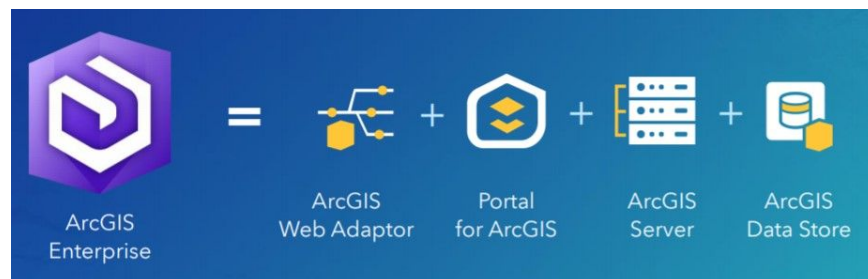 =
+
+
+
ArcGIS
Enterprise
ArcGIS
Web Adaptor
Portal
for ArcGIS
ArcGIS
Server
ArcGIS
Data Store